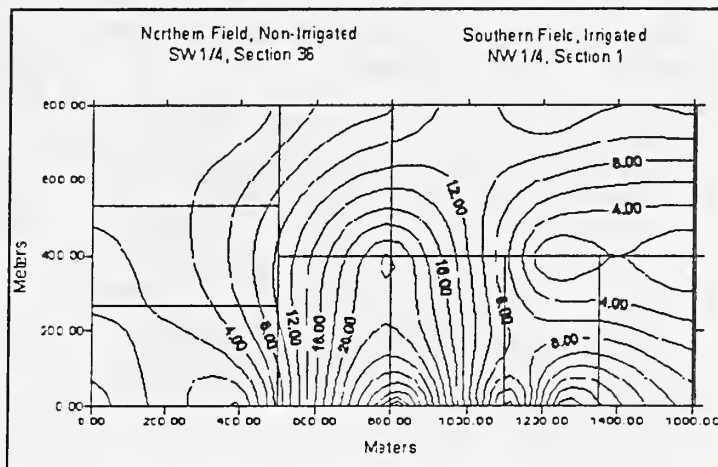 Northern Field, Non-Irrigated
SW 1/4, Section 36
Southern Field, Irrigated
NW 1/4, Section 1
800.00
600.00
400.00
200.00
0.00
Meters
0.00 200.00 400.00 600.00 800.00 1000.00 1200.00 1400.00 1600.00
Meters
12.00
8.00
4.00
16.00
8.00
4.00
4.00
8.00
12.00
16.00
20.00
8.00